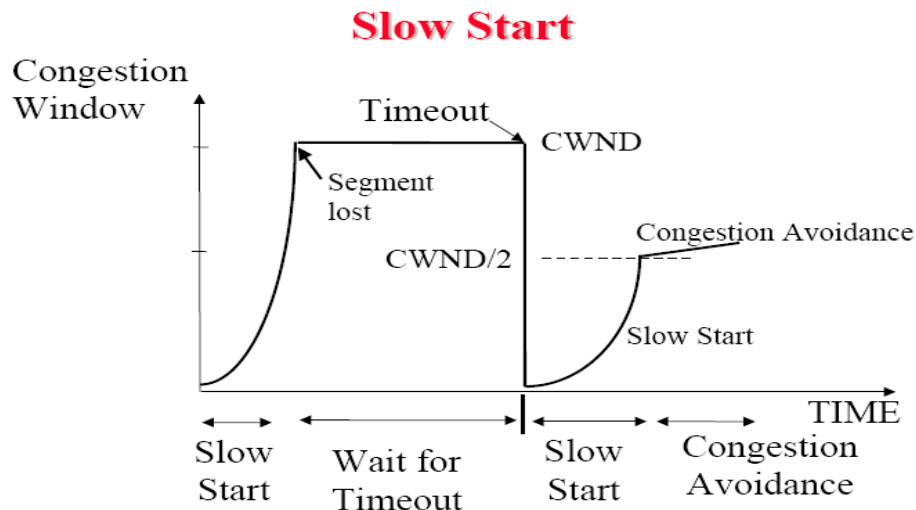 Slow Start
Congestion
Window
Timeout
CWND
Segment
lost
Congestion Avoidance
CWND/2
Slow Start
TIME
Slow
Start
Wait for
Timeout
Slow
Start
Congestion
Avoidance